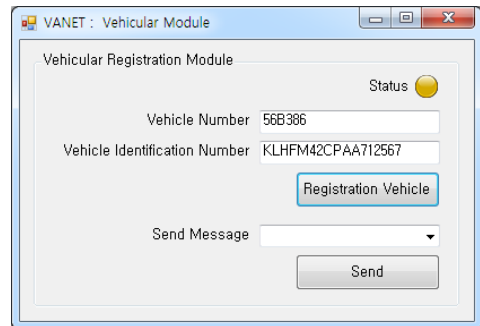 VANET : Vehicular Module
Vehicular Registration Module
Status
Vehicle Number 56B386
Vehicle Identification Number KLHFM42CPAA712567
Registration Vehicle
Send Message
Send